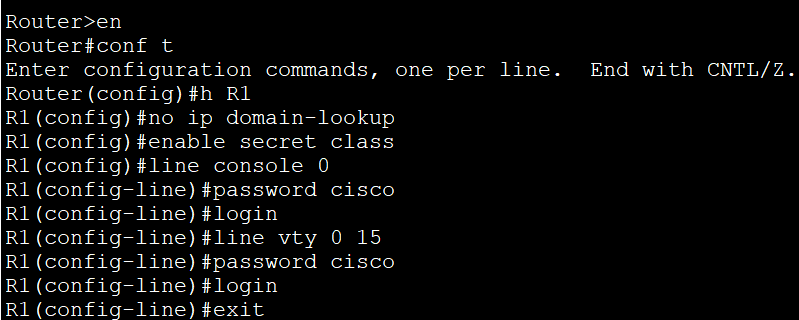 Router>en
Router#conf t
Enter configuration commands, one per line.  End with CNTL/Z.
Router(config)#h R1
R1(config)#no ip domain-lookup
R1(config)#enable secret class
R1(config)#line console 0
R1(config-line)#password cisco
R1(config-line)#login
R1(config-line)#line vty 0 15
R1(config-line)#password cisco
R1(config-line)#login
R1(config-line)#exit